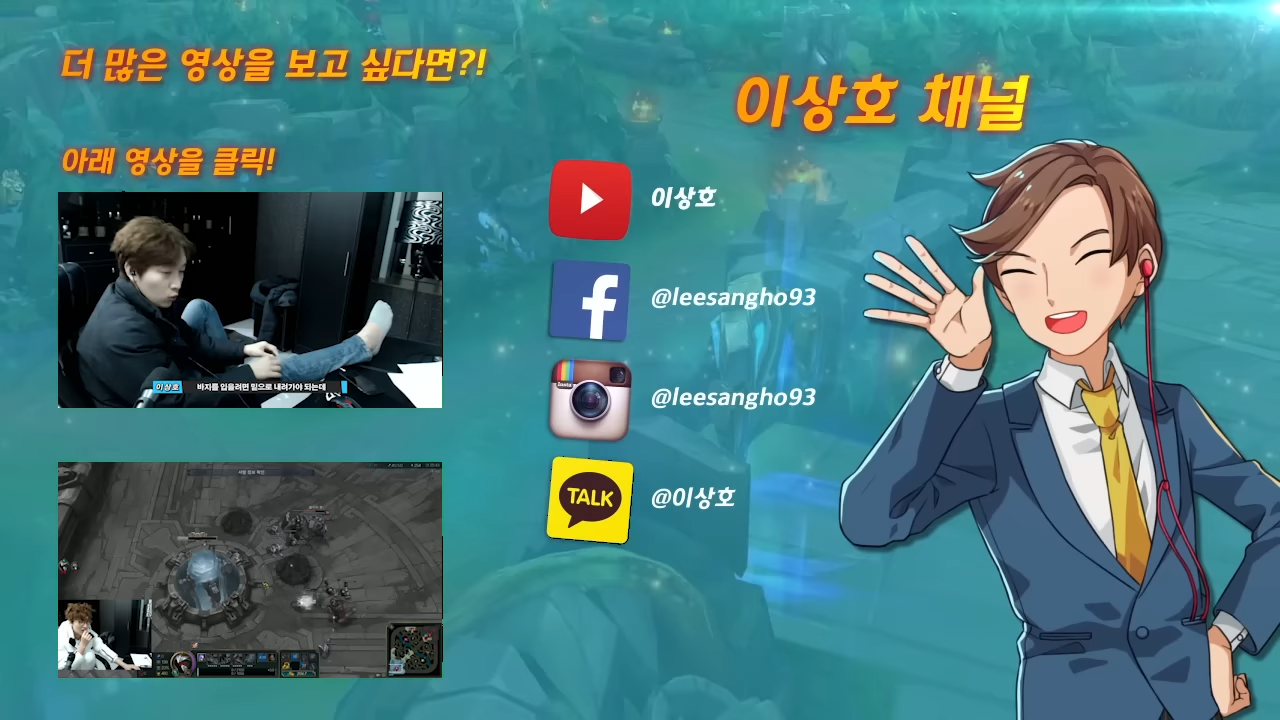 더 많은 영상을 보고 싶다면?!
아래 영상을 클릭!
이상호 채널
이상호
@leesangho93
Insta
@leesangho93
TALK
@이상호
이상호 바지를 입을려면 밑으로 내려가야 되는데